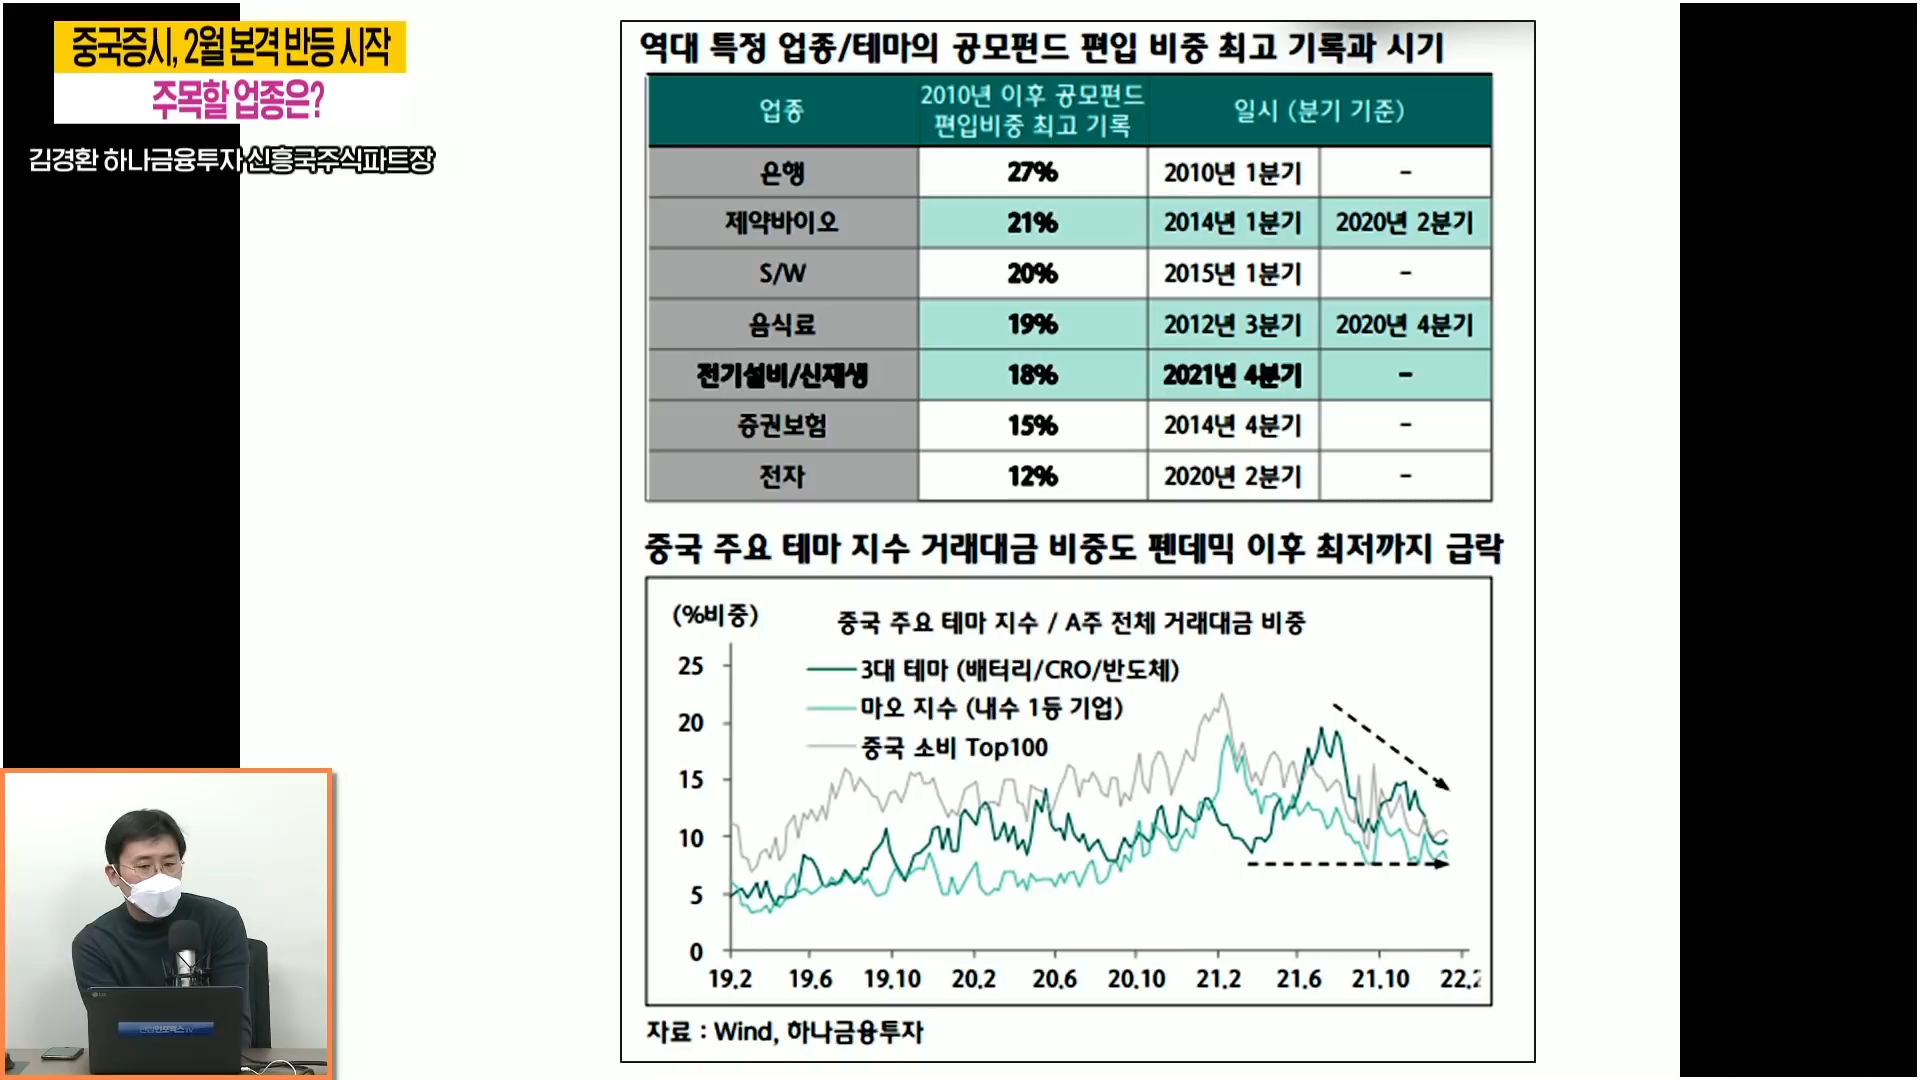 중국증시, 2월 본격 반등 시작
주목할 업종은?
김경환 하나금융투자 신흥국주식파트장
역대 특정 업종/테마의 공모펀드 편입 비중 최고 기록과 시기
업종 2010년 이후 공모펀드 편입비중 최고 기록 일시 (분기 기준)
은행 27% 2010년 1분기 -
제약바이오 21% 2014년 1분기 2020년 2분기
S/W 20% 2015년 1분기 -
음식료 19% 2012년 3분기 2020년 4분기
전기설비/신재생 18% 2021년 4분기 -
증권보험 15% 2014년 4분기 -
전자 12% 2020년 2분기 -
중국 주요 테마 지수 거래대금 비중도 펜데믹 이후 최저까지 급락
(%비중)
중국 주요 테마 지수 / A주 전체 거래대금 비중
3대 테마 (배터리/CRO/반도체)
마오 지수 (내수 1등 기업)
중국 소비 Top100
25
20
15
10
5
0
19.2 19.6 19.10 20.2 20.6 20.10 21.2 21.6 21.10 22.2
자료 : Wind, 하나금융투자